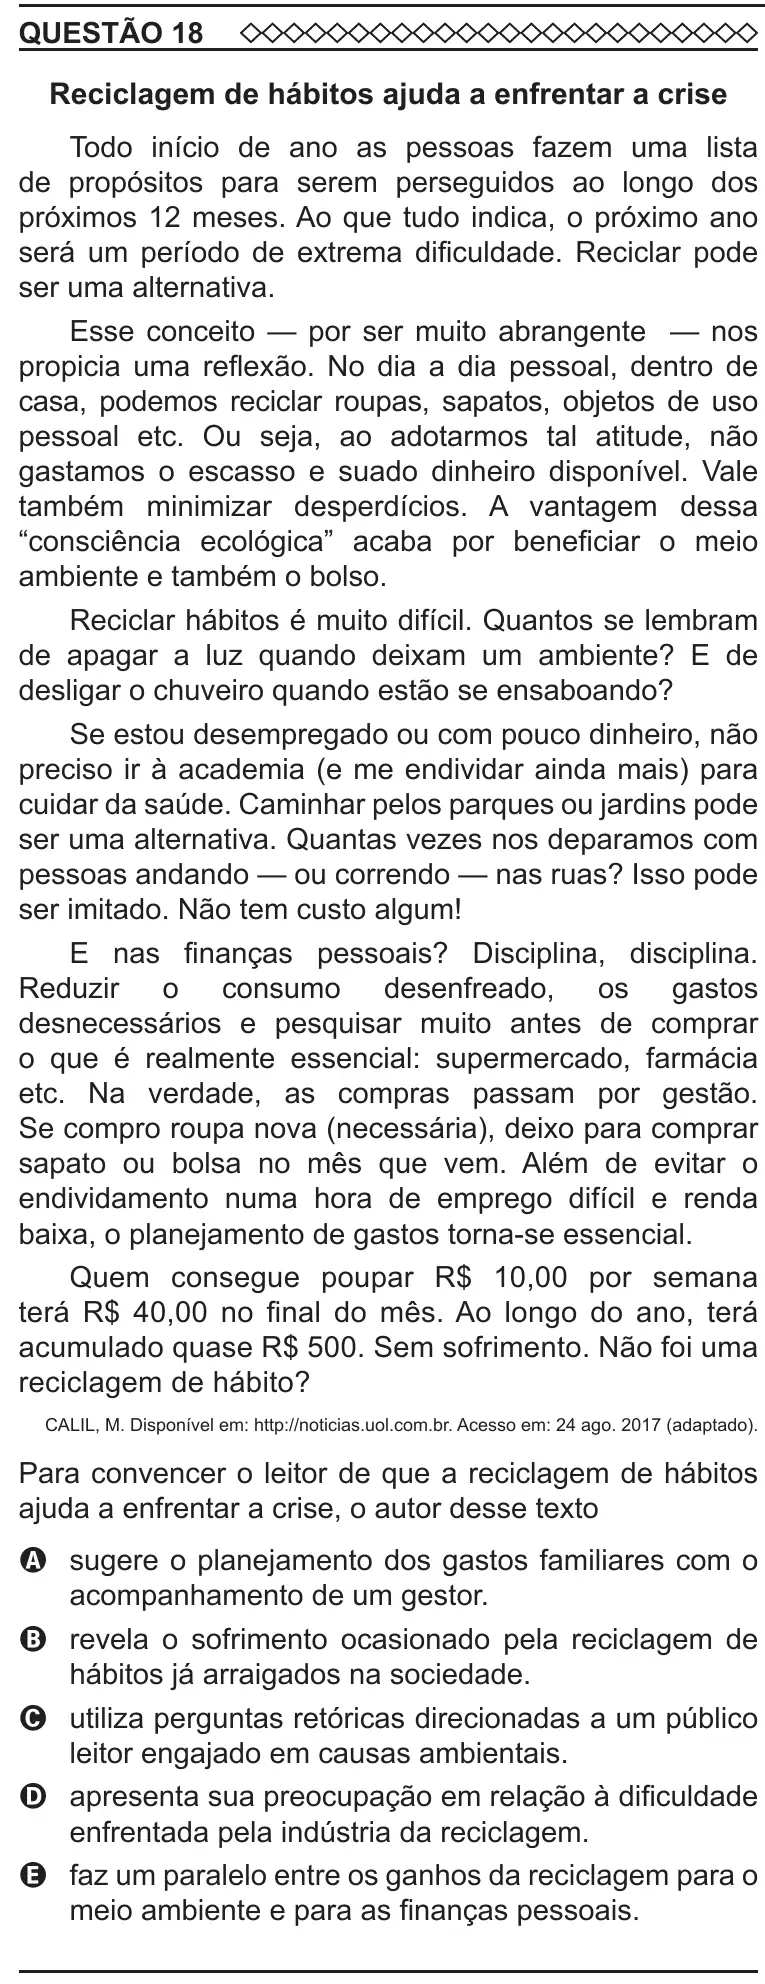 QUESTÃO 18
Reciclagem de hábitos ajuda a enfrentar a crise
Todo início de ano as pessoas fazem uma lista
de propósitos para serem perseguidos ao longo dos
próximos 12 meses. Ao que tudo indica, o próximo ano
será um período de extrema dificuldade. Reciclar pode
ser uma alternativa.
Esse conceito — por ser muito abrangente — nos
propicia uma reflexão. No dia a dia pessoal, dentro de
casa, podemos reciclar roupas, sapatos, objetos de uso
pessoal etc. Ou seja, ao adotarmos tal atitude, não
gastamos o escasso e suado dinheiro disponível. Vale
também minimizar desperdícios. A vantagem dessa
“consciência ecológica” acaba por beneficiar o meio
ambiente e também o bolso.
Reciclar hábitos é muito difícil. Quantos se lembram
de apagar a luz quando deixam um ambiente? E de
desligar o chuveiro quando estão se ensaboando?
Se estou desempregado ou com pouco dinheiro, não
preciso ir à academia (e me endividar ainda mais) para
cuidar da saúde. Caminhar pelos parques ou jardins pode
ser uma alternativa. Quantas vezes nos deparamos com
pessoas andando — ou correndo — nas ruas? Isso pode
ser imitado. Não tem custo algum!
E nas finanças pessoais? Disciplina, disciplina.
Reduzir o consumo desenfreado, os gastos
desnecessários e pesquisar muito antes de comprar
o que é realmente essencial: supermercado, farmácia
etc. Na verdade, as compras passam por gestão.
Se compro roupa nova (necessária), deixo para comprar
sapato ou bolsa no mês que vem. Além de evitar o
endividamento numa hora de emprego difícil e renda
baixa, o planejamento de gastos torna-se essencial.
Quem consegue poupar R$ 10,00 por semana
terá R$ 40,00 no final do mês. Ao longo do ano, terá
acumulado quase R$ 500. Sem sofrimento. Não foi uma
reciclagem de hábito?
CALIL, M. Disponível em: http://noticias.uol.com.br. Acesso em: 24 ago. 2017 (adaptado).
Para convencer o leitor de que a reciclagem de hábitos
ajuda a enfrentar a crise, o autor desse texto
A sugere o planejamento dos gastos familiares com o
acompanhamento de um gestor.
B revela o sofrimento ocasionado pela reciclagem de
hábitos já arraigados na sociedade.
C utiliza perguntas retóricas direcionadas a um público
leitor engajado em causas ambientais.
D apresenta sua preocupação em relação à dificuldade
enfrentada pela indústria da reciclagem.
E faz um paralelo entre os ganhos da reciclagem para o
meio ambiente e para as finanças pessoais.